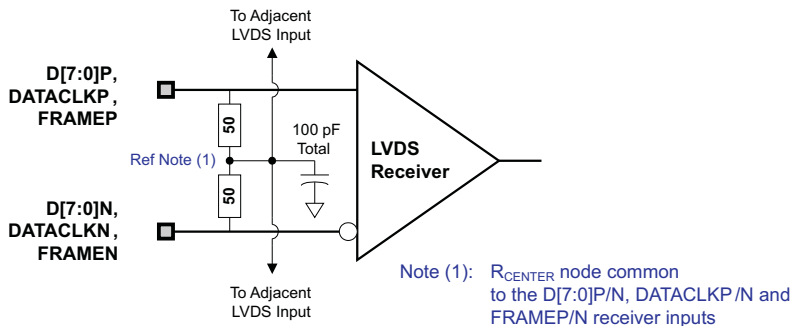 To Adjacent
LVDS Input
D[7:0]P,
DATACLKP,
FRAMEP
50
100 pF
Total
LVDS
Receiver
Ref Note (1)
50
D[7:0]N,
DATACLKN,
FRAMEN
To Adjacent
LVDS Input
Note (1): RCENTER node common
to the D[7:0]P/N, DATACLKP/N and
FRAMEP/N receiver inputs